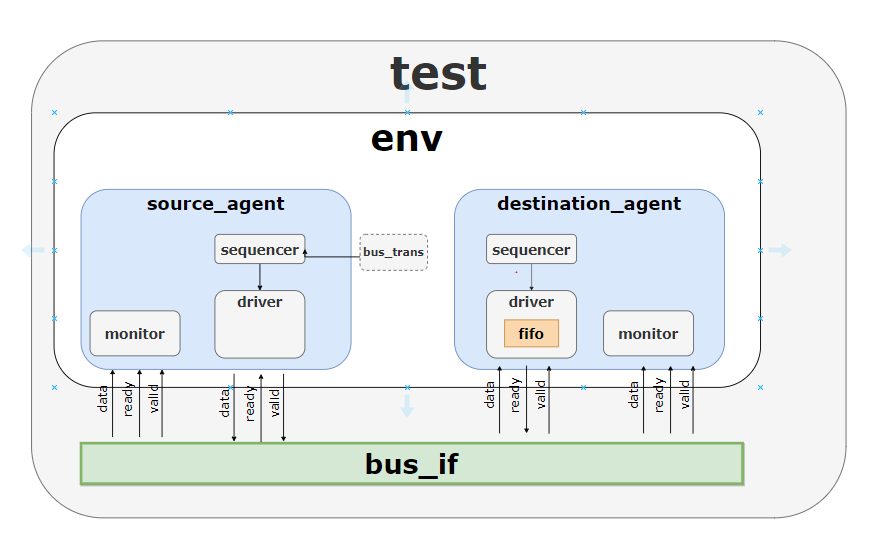 test
env
source_agent
destination_agent
sequencer
bus_trans
sequencer
driver
driver
fifo
monitor
monitor
data
ready
valid
data
ready
valid
data
ready
valid
data
ready
valid
bus_if